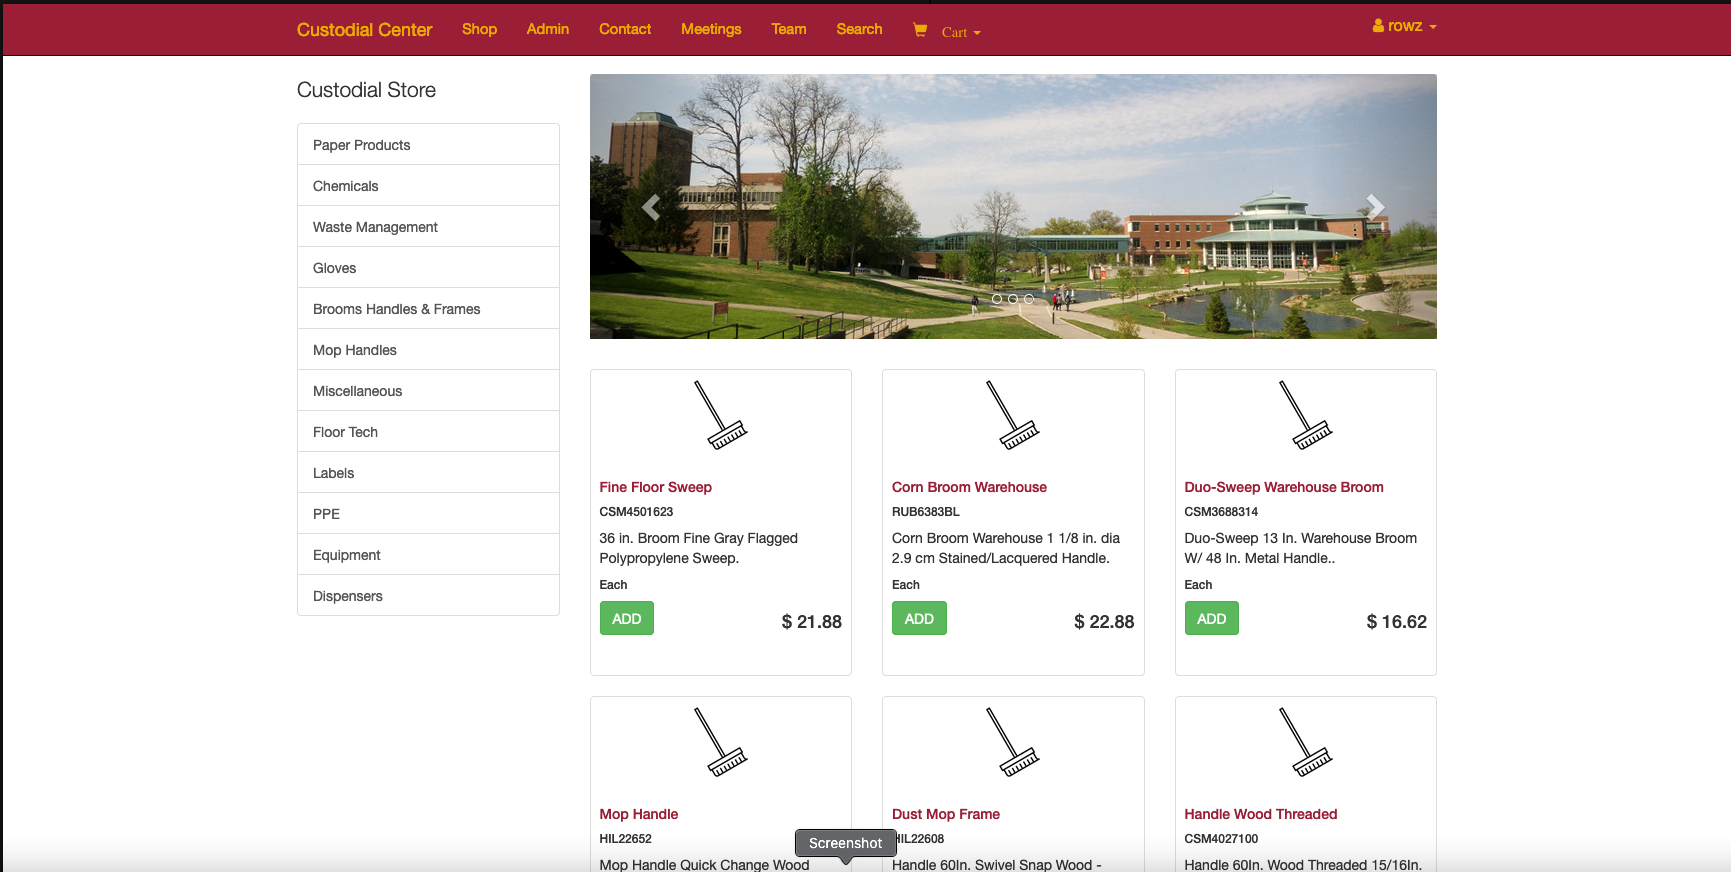 Custodial Center Shop Admin Contact Meetings Team Search Cart rowz
Custodial Store
Paper Products
Chemicals
Waste Management
Gloves
Brooms Handles & Frames
Mop Handles
Miscellaneous
Floor Tech
Labels
PPE
Equipment
Dispensers
Fine Floor Sweep
CSM4501623
36 in. Broom Fine Gray Flagged
Polypropylene Sweep.
Each
ADD
$ 21.88
Corn Broom Warehouse
RUB6383BL
Corn Broom Warehouse 1 1/8 in. dia
2.9 cm Stained/Lacquered Handle.
Each
ADD
$ 22.88
Duo-Sweep Warehouse Broom
CSM3688314
Duo-Sweep 13 In. Warehouse Broom
W/ 48 In. Metal Handle..
Each
ADD
$ 16.62
Mop Handle
HIL22652
Mop Handle Quick Change Wood
Dust Mop Frame
HIL22608
Handle 60In. Swivel Snap Wood -
Handle Wood Threaded
CSM4027100
Handle 60In. Wood Threaded 15/16In.
Screenshot